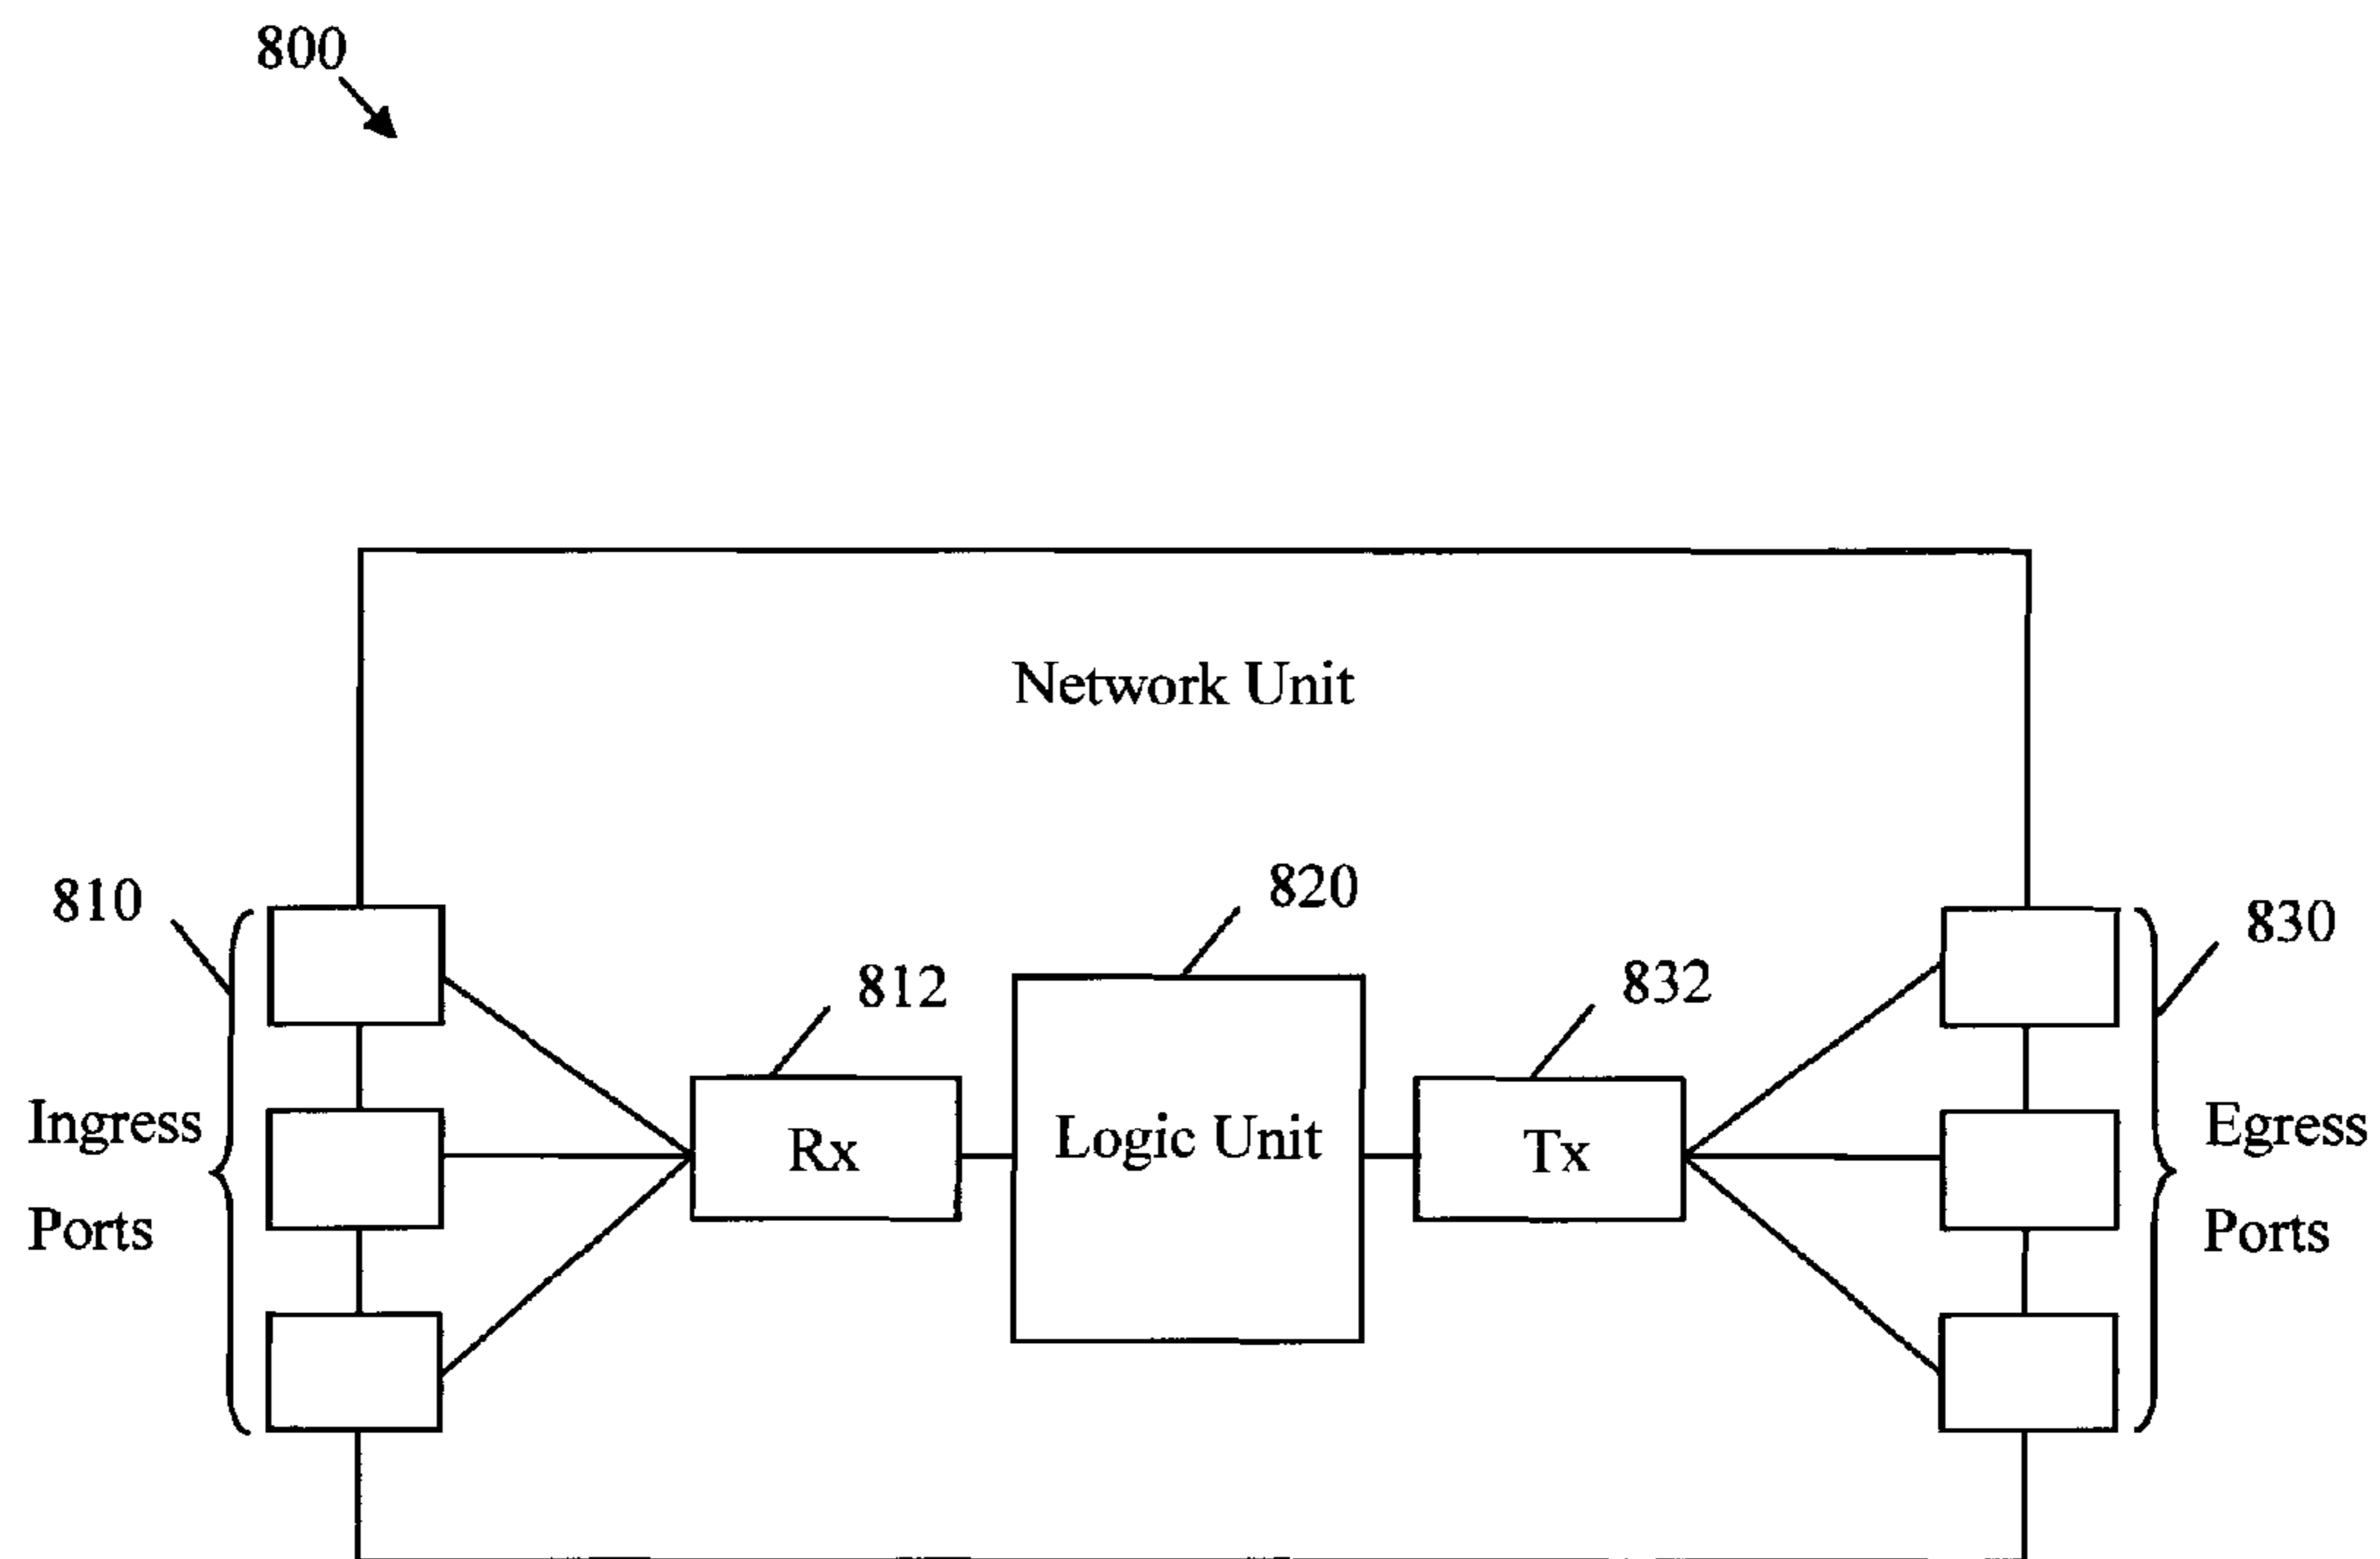 800
Network Unit
810
820
830
812
832
Ingress
Ports
Rx
Logic Unit
Tx
Egress
Ports